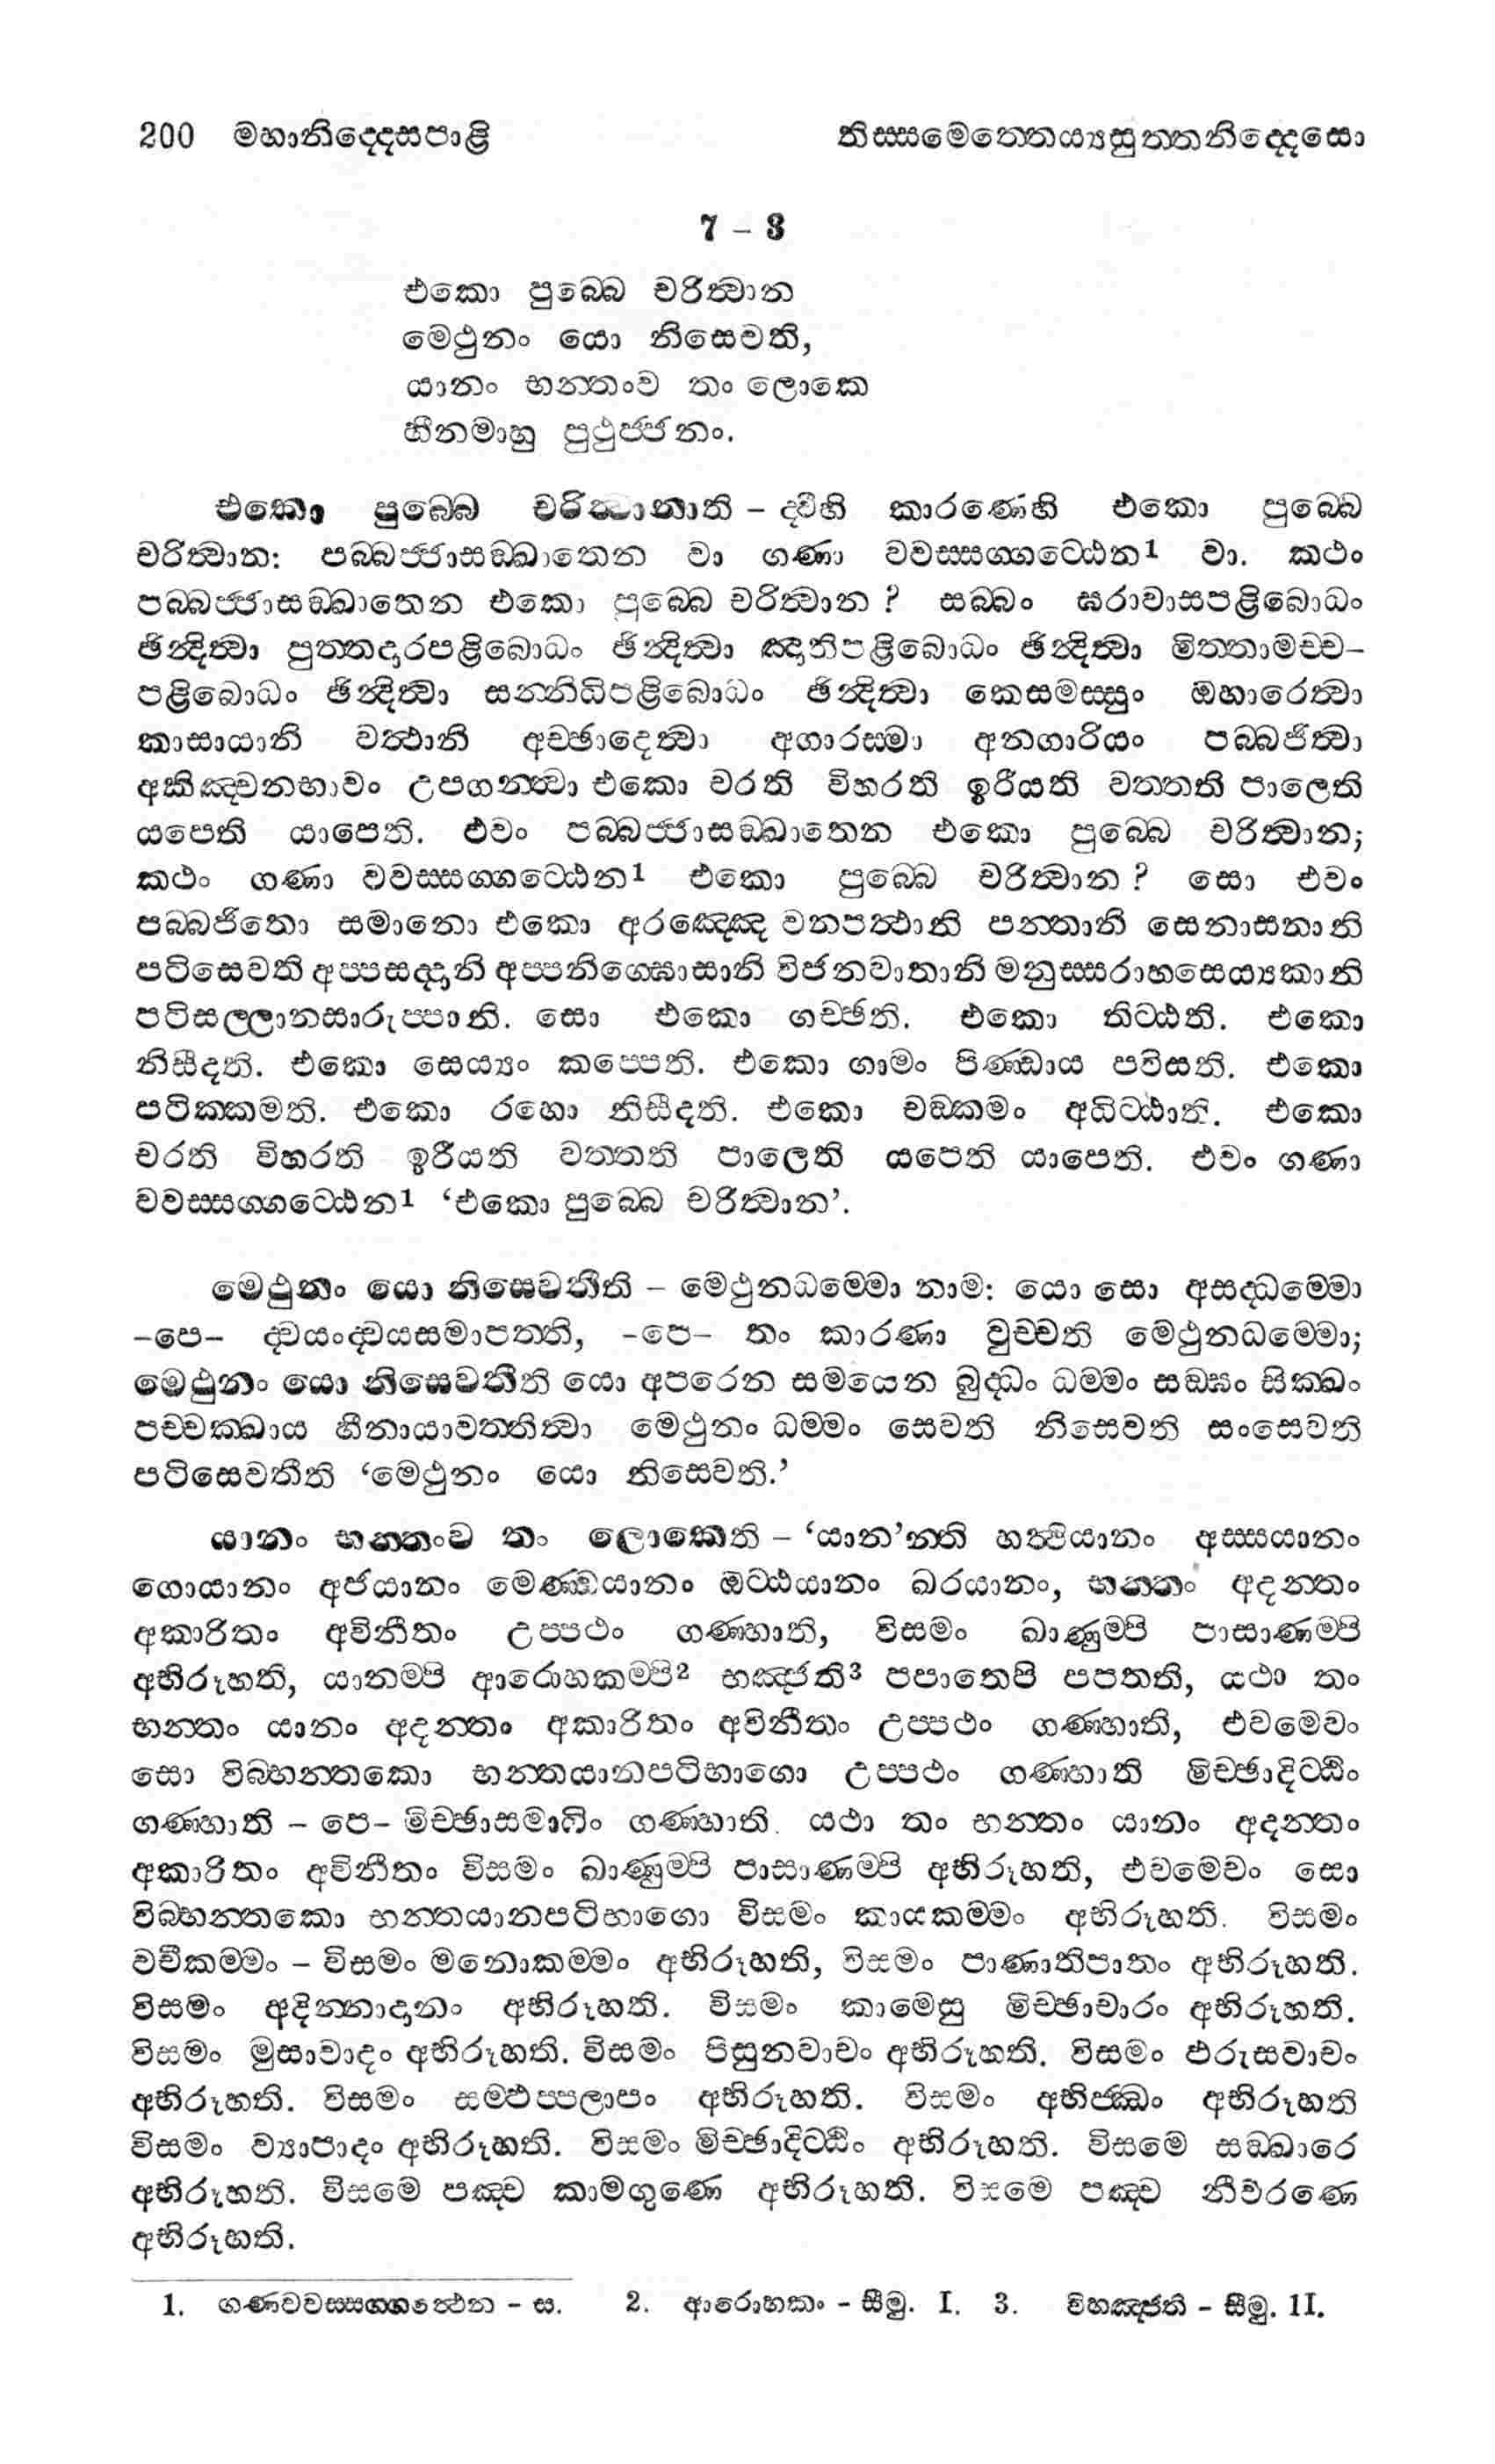 200 මහානිද්දෙසපාළි තිස්සමෙත්තෙය්‍යසුත්තනිද්දෙසො
7 – 3
එකො පුබ්බෙ චරිත්‍වාන
මෙථුනං යො නිසෙවති,
යානං භන්තංව තං ලොකෙ
හීනමාහු පුථුජ්ජනං.
එකො පුබ්බෙ චරිත්‍වානාති – ද්‍වීහි කාරණෙහි එකො පුබ්බෙ
චරිත්‍වාන: පබ්බජ්ජාසඞ්ඛාතෙන වා ගණා වවස්සග්ගට්ඨෙන1 වා. කථං
පබ්බජ්ජාසඞ්ඛාතෙන එකො පුබ්බෙ චරිත්‍වාන ? සබ්බං ඝරාවාසපළිබොධං
ඡින්‍දිත්‍වා පුත්තදාරපළිබොධං ඡින්‍දිත්‍වා ඤාතිපළිබොධං ඡින්‍දිත්‍වා මිත්තාමච්ච-
පළිබොධං ඡින්‍දිත්‍වා සන්නිධිපළිබොධං ඡින්‍දිත්‍වා කෙසමස්සුං ඔහාරෙත්‍වා
කාසායානි වත්‍ථානි අච්ඡාදෙත්‍වා අගාරස්මා අනගාරියං පබ්බජිත්‍වා
අකිඤ්චනභාවං උපගන්ත්‍වා එකො චරති විහරති ඉරීයති වත්තති පාලෙති
යපෙති යාපෙති. එවං පබ්බජ්ජාසඞ්ඛාතෙන එකො පුබ්බෙ චරිත්‍වාන;
කථං ගණා වවස්සග්ගට්ඨෙන1 එකො පුබ්බෙ චරිත්‍වාන ? සො එවං
පබ්බජිතො සමානො එකො අරඤ්ඤෙ වනපත්‍ථානි පන්තානි සෙනාසනානි
පටිසෙවති අප්පසද්දානි අප්පනිග්ඝොසානි විජනවාතානි මනුස්සරාහසෙය්‍යකානි
පටිසල්ලානසාරුප්පානි. සො එකො ගච්ඡති. එකො තිට්ඨති. එකො
නිසීදති. එකො සෙය්‍යං කප්පෙති. එකො ගාමං පිණ්ඩාය පවිසති. එකො
පටික්කමති. එකො රහො නිසීදති. එකො චඞ්කමං අධිට්ඨාති. එකො
චරති විහරති ඉරීයති වත්තති පාලෙති යපෙති යාපෙති. එවං ගණා
වවස්සග්ගට්ඨෙන1 ‘එකො පුබ්බෙ චරිත්‍වාන’.
මෙථුනං යො නිසෙවතීති – මෙථුනධම්මො නාම: යො සො අසද්ධම්මො
–පෙ– ද්‍වයංද්‍වයසමාපත්ති, –පෙ– තං කාරණා වුච්චති මෙථුනධම්මො;
මෙථුනං යො නිසෙවතීති යො අපරෙන සමයෙන බුද්ධං ධම්මං සඞ්ඝං සික්ඛං
පච්චක්ඛාය හීනායාවත්තිත්‍වා මෙථුනං ධම්මං සෙවති නිසෙවති සංසෙවති
පටිසෙවතීති ‘මෙථුනං යො නිසෙවති.’
යානං භන්තංව තං ලොකෙති – ‘යාන’න්ති හත්‍ථියානං අස්සයානං
ගොයානං අජයානං මෙණ්ඩයානං ඔට්ඨයානං ඛරයානං, භන්තං අදන්තං
අකාරිතං අවිනීතං උප්පථං ගණ්හාති, විසමං ඛාණුම්පි පාසාණම්පි
අභිරූහති, යානම්පි ආරොහකම්පි2 භඤ්ජති3 පපාතෙපි පපතති, යථා තං
භන්තං යානං අදන්තං අකාරිතං අවිනීතං උප්පථං ගණ්හාති, එවමෙවං
සො විබ්භන්තකො භන්තයානපටිභාගො උප්පථං ගණ්හාති මිච්ඡාදිට්ඨිං
ගණ්හාති – පෙ– මිච්ඡාසමාධිං ගණ්හාති. යථා තං භන්තං යානං අදන්තං
අකාරිතං අවිනීතං විසමං ඛාණුම්පි පාසාණම්පි අභිරූහති, එවමෙවං සො
විබ්භන්තකො භන්තයානපටිභාගො විසමං කායකම්මං අභිරූහති. විසමං
වචීකම්මං – විසමං මනොකම්මං අභිරූහති, විසමං පාණාතිපාතං අභිරූහති.
විසමං අදින්නාදානං අභිරූහති. විසමං කාමෙසු මිච්ඡාචාරං අභිරූහති.
විසමං මුසාවාදං අභිරූහති. විසමං පිසුනවාචං අභිරූහති. විසමං ඵරුසවාචං
අභිරූහති. විසමං සම්ඵප්පලාපං අභිරූහති. විසමං අභිජ්ඣං අභිරූහති
විසමං ව්‍යාපාදං අභිරූහති. විසමං මිච්ඡාදිට්ඨිං අභිරූහති. විසමෙ සඞ්ඛාරෙ
අභිරූහති. විසමෙ පඤ්ච කාමගුණෙ අභිරූහති. විසමෙ පඤ්ච නීවරණෙ
අභිරූහති.
1. ගණවවස්සග්ගත්‍ථෙන – ස. 2. ආරොහකං – සීමු. I. 3. විහඤ්ජති – සීමු. 1I.